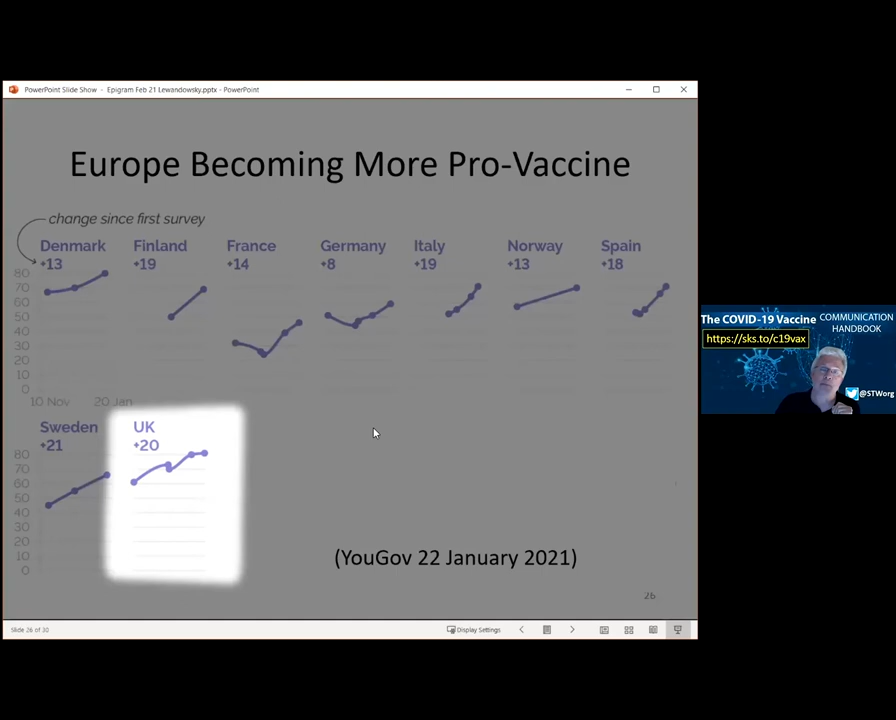 PowerPoint Slide Show - Epigram Feb 21 Lewandowsky.pptx - PowerPoint
Europe Becoming More Pro-Vaccine
change since first survey
Denmark Finland France Germany Italy Norway Spain
+13 +19 +14 +8 +19 +13 +18
80
70
60
50
40
30
20
10
0
10 Nov 20 Jan
Sweden UK
+21 +20
80
70
60
50
40
30
20
10
0
(YouGov 22 January 2021)
26
Slide 26 of 30
Display Settings
The COVID-19 Vaccine COMMUNICATION
HANDBOOK
https://sks.to/c19vax
@STWorg